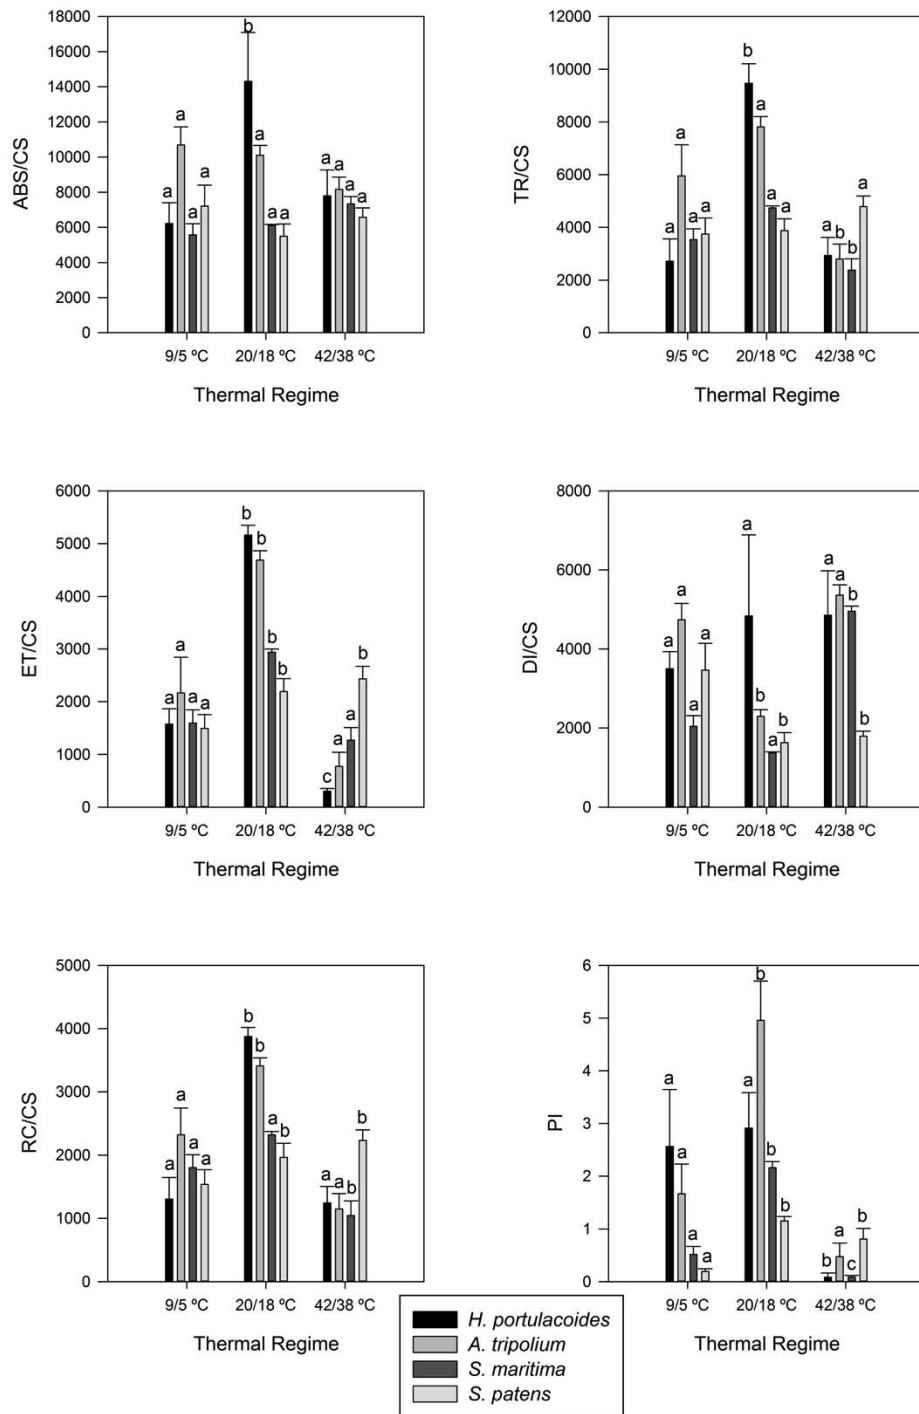 18000
16000
14000
12000
10000
8000
6000
4000
2000
0
ABS/CS
a a a a b a a a a a a a
9/5 ºC 20/18 ºC 42/38 ºC
Thermal Regime
12000
10000
8000
6000
4000
2000
0
TR/CS
a a a a b a a a a b b a
9/5 ºC 20/18 ºC 42/38 ºC
Thermal Regime
6000
5000
4000
3000
2000
1000
0
ET/CS
a a a a b b b b c a a b
9/5 ºC 20/18 ºC 42/38 ºC
Thermal Regime
8000
6000
4000
2000
0
DI/CS
a a a a a b a b a a b b
9/5 ºC 20/18 ºC 42/38 ºC
Thermal Regime
5000
4000
3000
2000
1000
0
RC/CS
a a a a b b a b a a b b
9/5 ºC 20/18 ºC 42/38 ºC
Thermal Regime
6
5
4
3
2
1
0
PI
a a a a a b b b b a c b
9/5 ºC 20/18 ºC 42/38 ºC
Thermal Regime
H. portulacoides
A. tripolium
S. maritima
S. patens